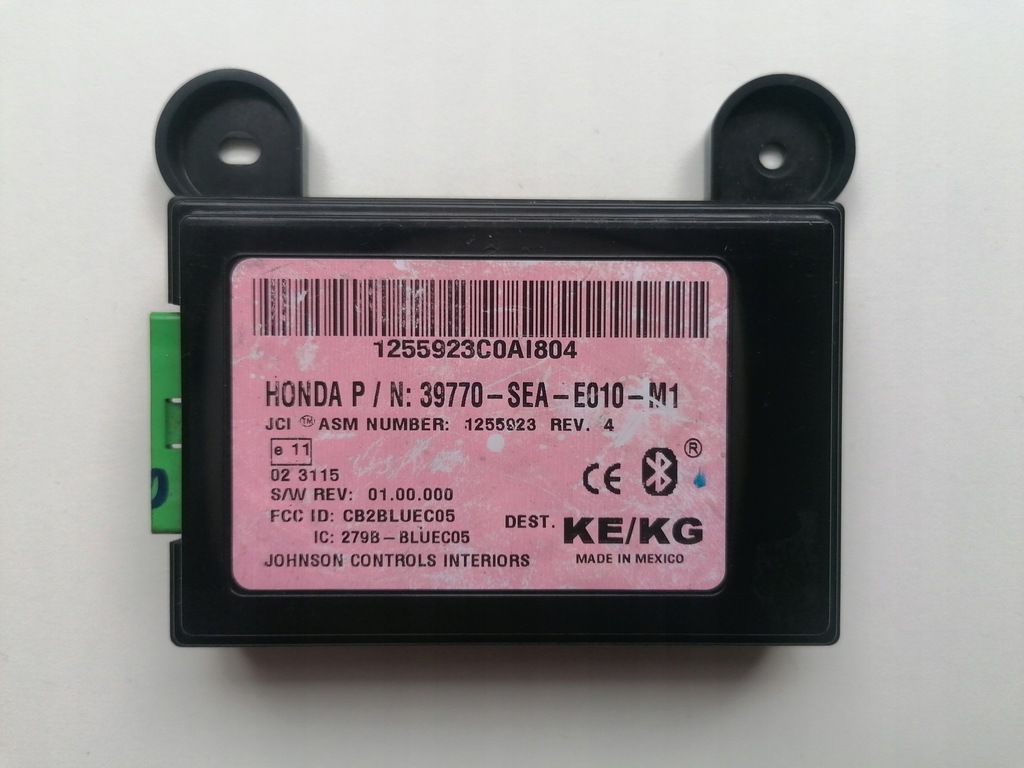 1255923C0AI804
HONDA P / N: 39770-SEA-E010-M1
JCI ™ ASM NUMBER: 1255923 REV. 4
e 11
02 3115
S/W REV: 01.00.000
FCC ID: CB2BLUEC05
IC: 279B-BLUEC05
JOHNSON CONTROLS INTERIORS
CE ®
DEST. KE/KG
MADE IN MEXICO